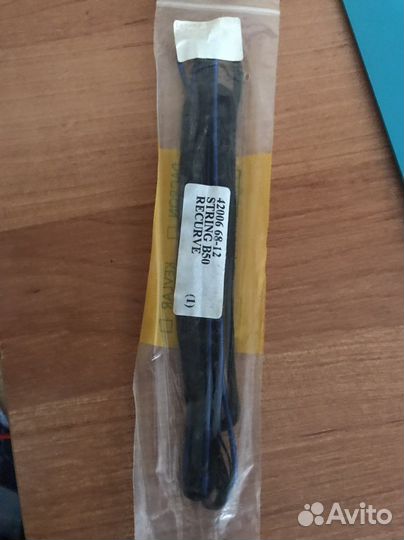 42006 68-12
STRING B50
RECURVE
(1)
Avito